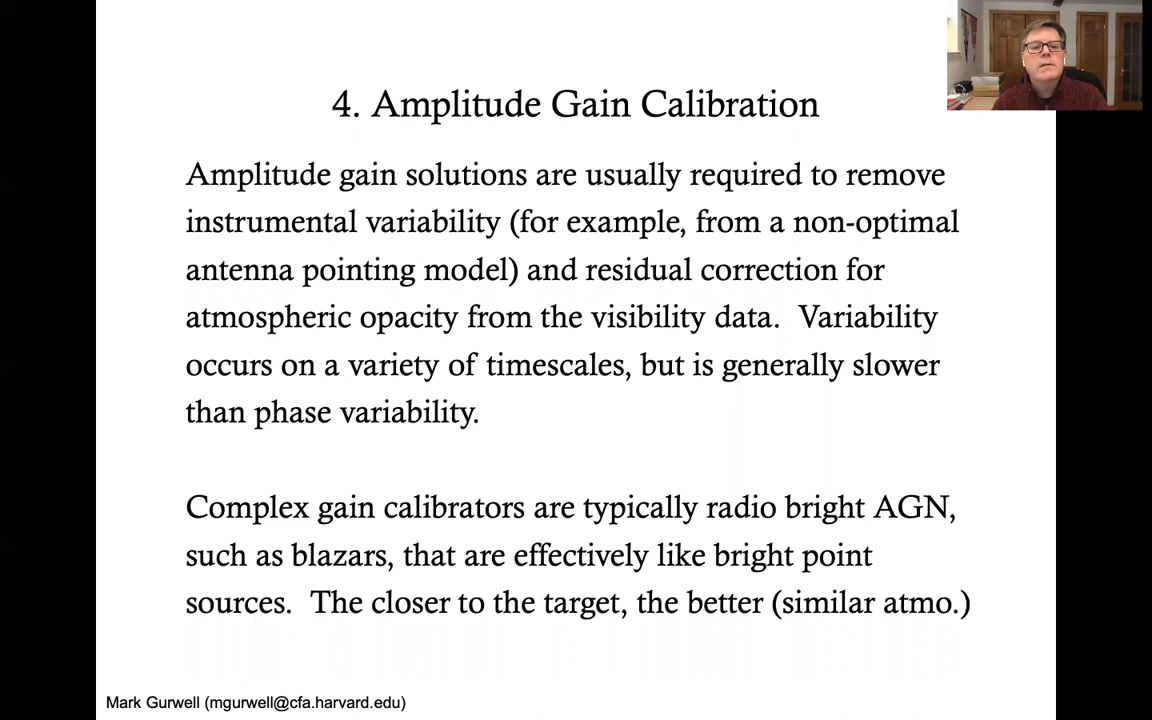 4. Amplitude Gain Calibration
Amplitude gain solutions are usually required to remove
instrumental variability (for example, from a non-optimal
antenna pointing model) and residual correction for
atmospheric opacity from the visibility data.  Variability
occurs on a variety of timescales, but is generally slower
than phase variability.
Complex gain calibrators are typically radio bright AGN,
such as blazars, that are effectively like bright point
sources.  The closer to the target, the better (similar atmo.)
Mark Gurwell (mgurwell@cfa.harvard.edu)